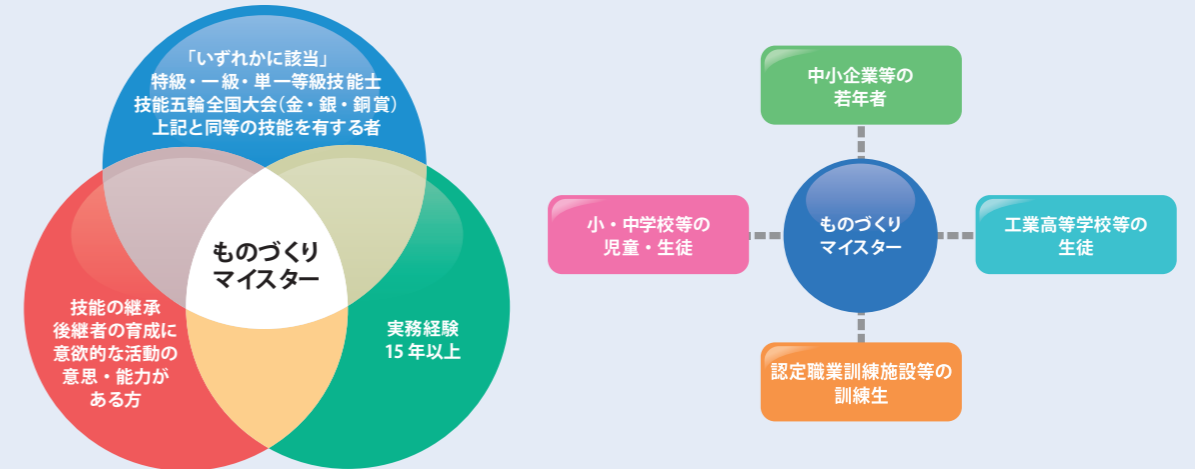 「いずれかに該当」
特級・一級・単一等級技能士
技能五輪全国大会（金・銀・銅賞）
上記と同等の技能を有する者
ものづくり
マイスター
技能の継承
後継者の育成に
意欲的な活動の
意思・能力が
ある方
実務経験
15年以上
中小企業等の
若年者
小・中学校等の
児童・生徒
ものづくり
マイスター
工業高等学校等の
生徒
認定職業訓練施設等の
訓練生